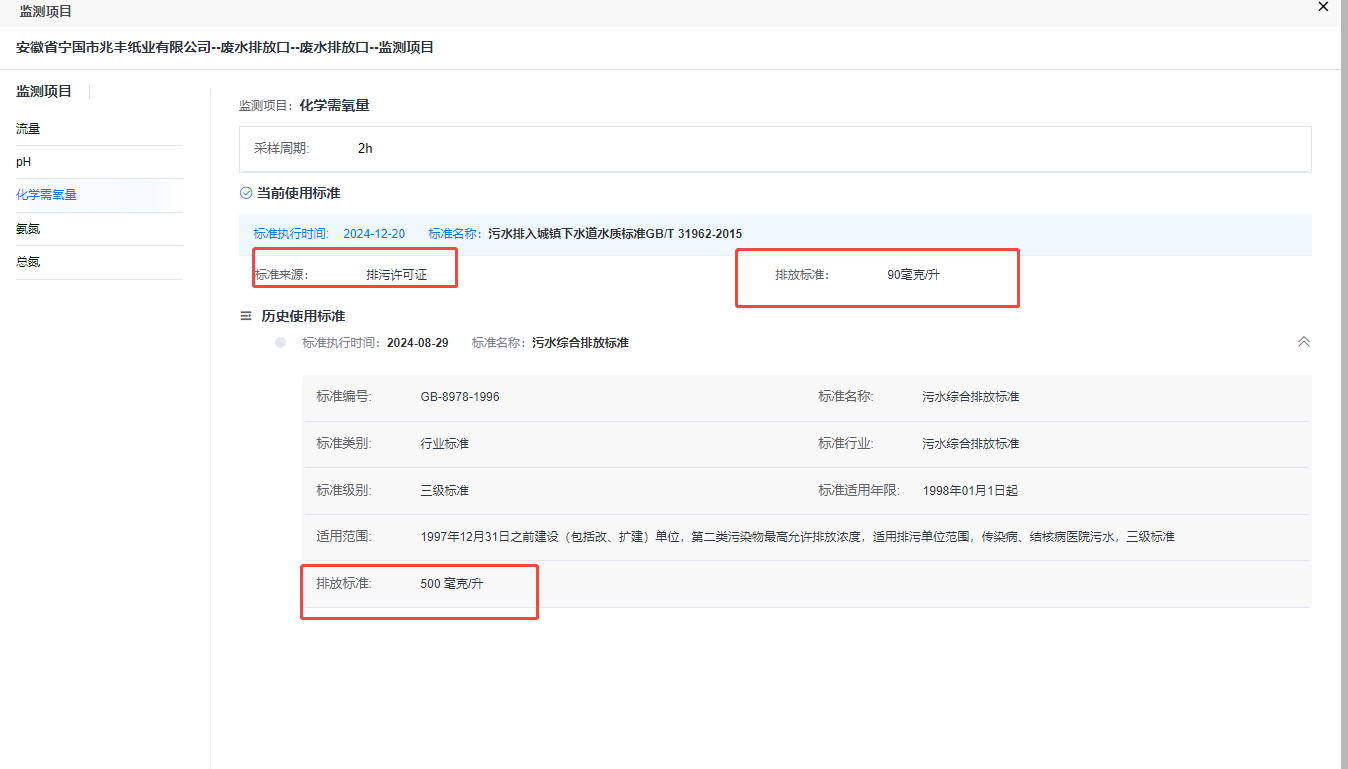 监测项目
安徽省宁国市兆丰纸业有限公司--废水排放口--废水排放口--监测项目
监测项目
流量
pH
化学需氧量
氨氮
总氮
监测项目：化学需氧量
采样周期: 2h
当前使用标准
标准执行时间: 2024-12-20 标准名称：污水排入城镇下水道水质标准GB/T 31962-2015
标准来源： 排污许可证 排放标准： 90毫克/升
历史使用标准
标准执行时间：2024-08-29 标准名称：污水综合排放标准
标准编号: GB-8978-1996 标准名称: 污水综合排放标准
标准类别: 行业标准 标准行业: 污水综合排放标准
标准级别: 三级标准 标准适用年限: 1998年01月1日起
适用范围: 1997年12月31日之前建设（包括改、扩建）单位，第二类污染物最高允许排放浓度，适用排污单位范围，传染病、结核病医院污水，三级标准
排放标准: 500 毫克/升